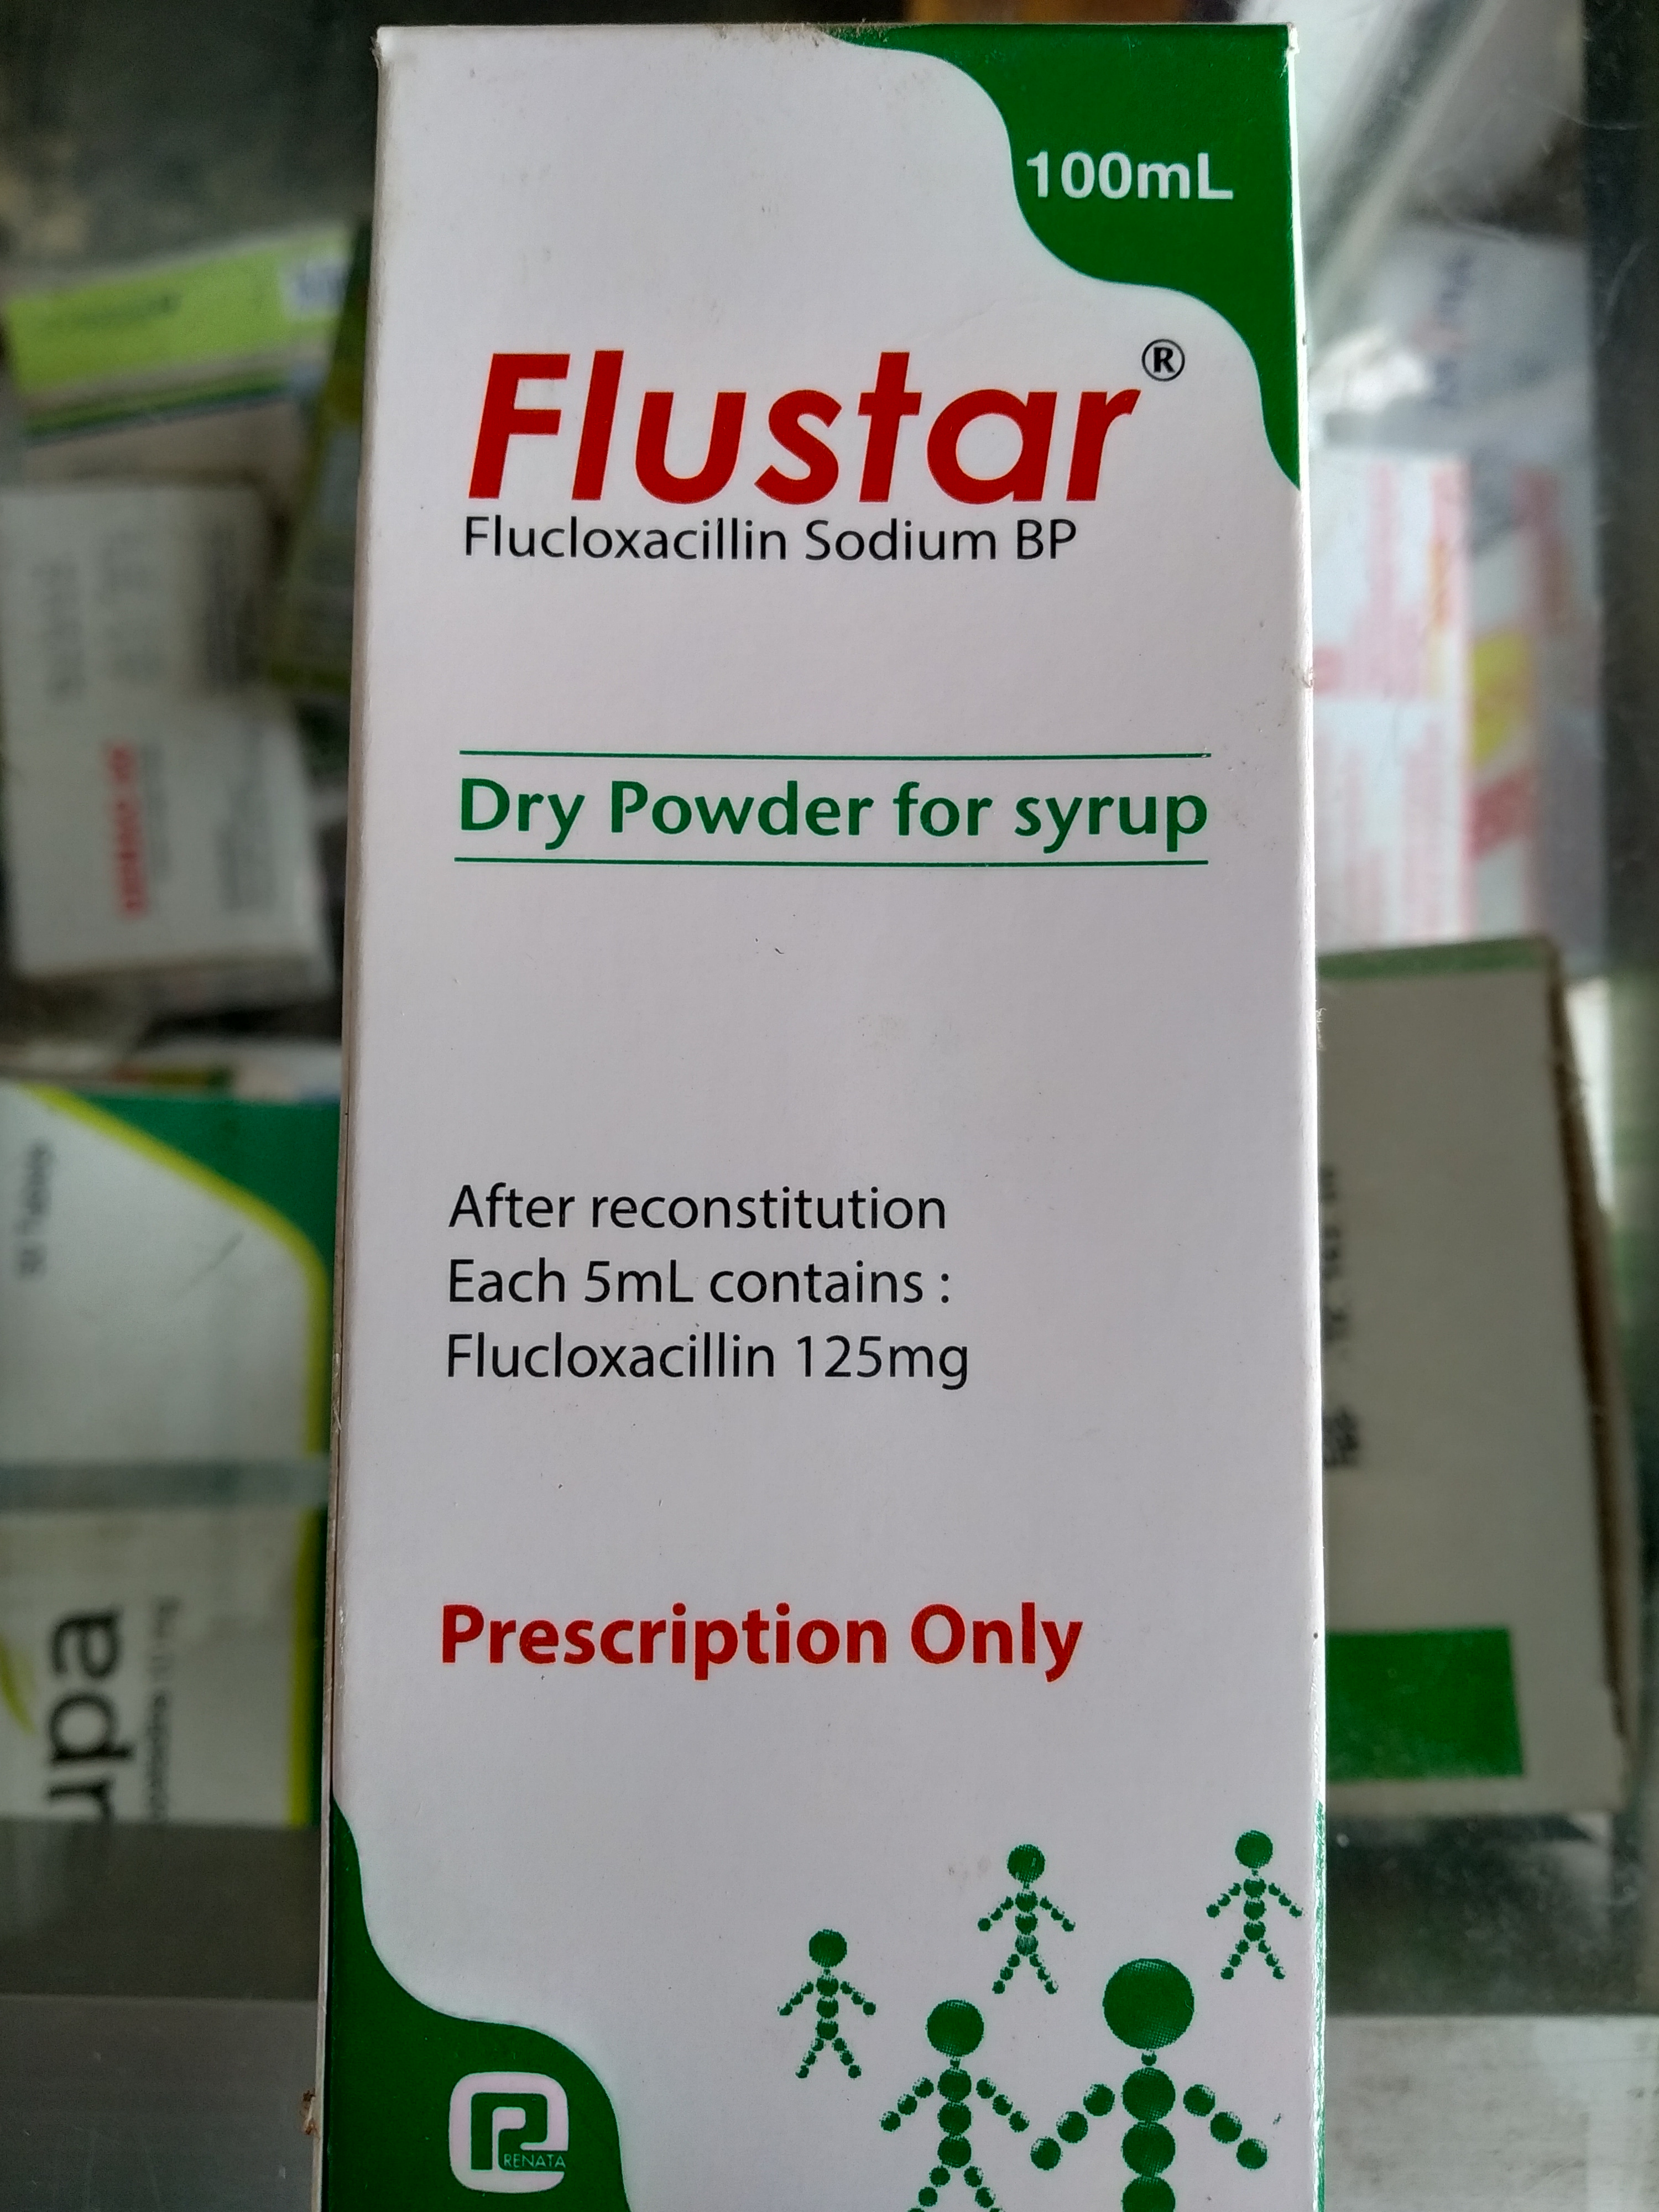 100mL
Flustar®
Flucloxacillin Sodium BP
Dry Powder for syrup
After reconstitution
Each 5mL contains :
Flucloxacillin 125mg
Prescription Only
RENATA
upa